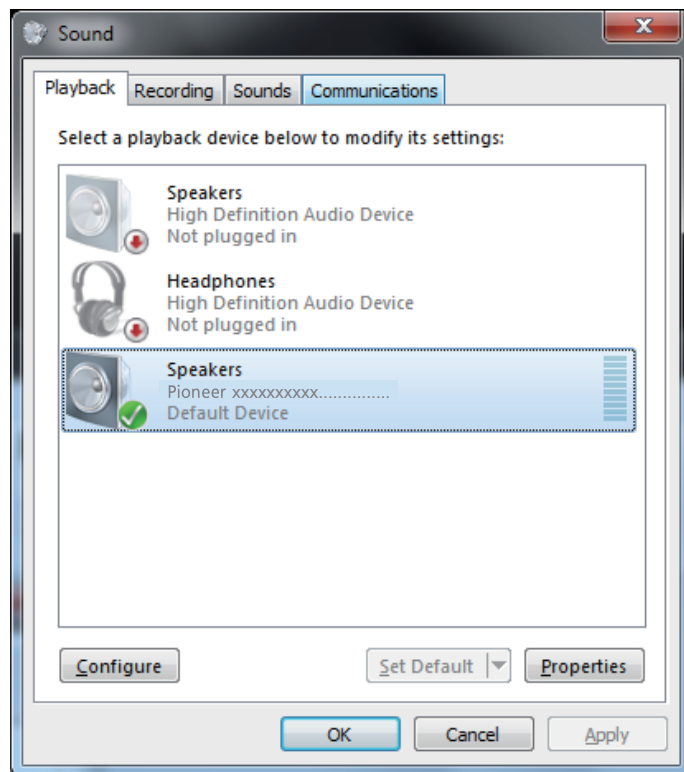 Sound
Playback Recording Sounds Communications
Select a playback device below to modify its settings:
Speakers
High Definition Audio Device
Not plugged in
Headphones
High Definition Audio Device
Not plugged in
Speakers
Pioneer xxxxxxxxxx..............
Default Device
Configure Set Default Properties
OK Cancel Apply